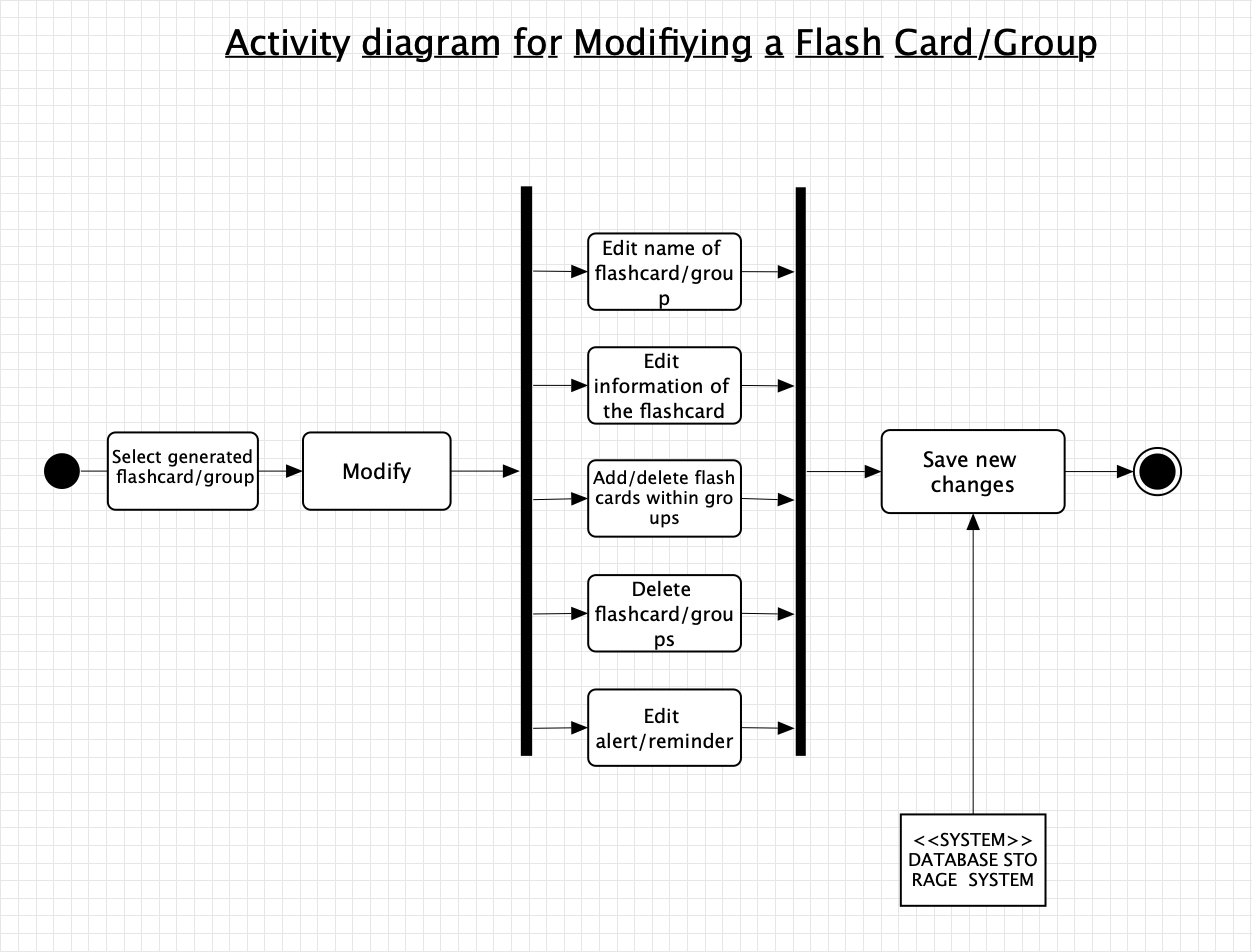 Activity diagram for Modifiying a Flash Card/Group
Edit name of
flashcard/grou
p
Edit
information of
the flashcard
Select generated
flashcard/group
Modify
Add/delete flash
cards within gro
ups
Save new
changes
Delete
flashcard/grou
ps
Edit
alert/reminder
<<SYSTEM>>
DATABASE STO
RAGE SYSTEM